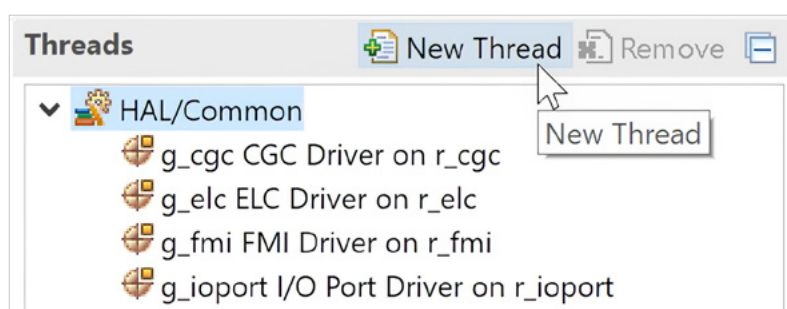 Threads New Thread Remove
HAL/Common
New Thread
g_cgc CGC Driver on r_cgc
g_elc ELC Driver on r_elc
g_fmi FMI Driver on r_fmi
g_ioport I/O Port Driver on r_ioport